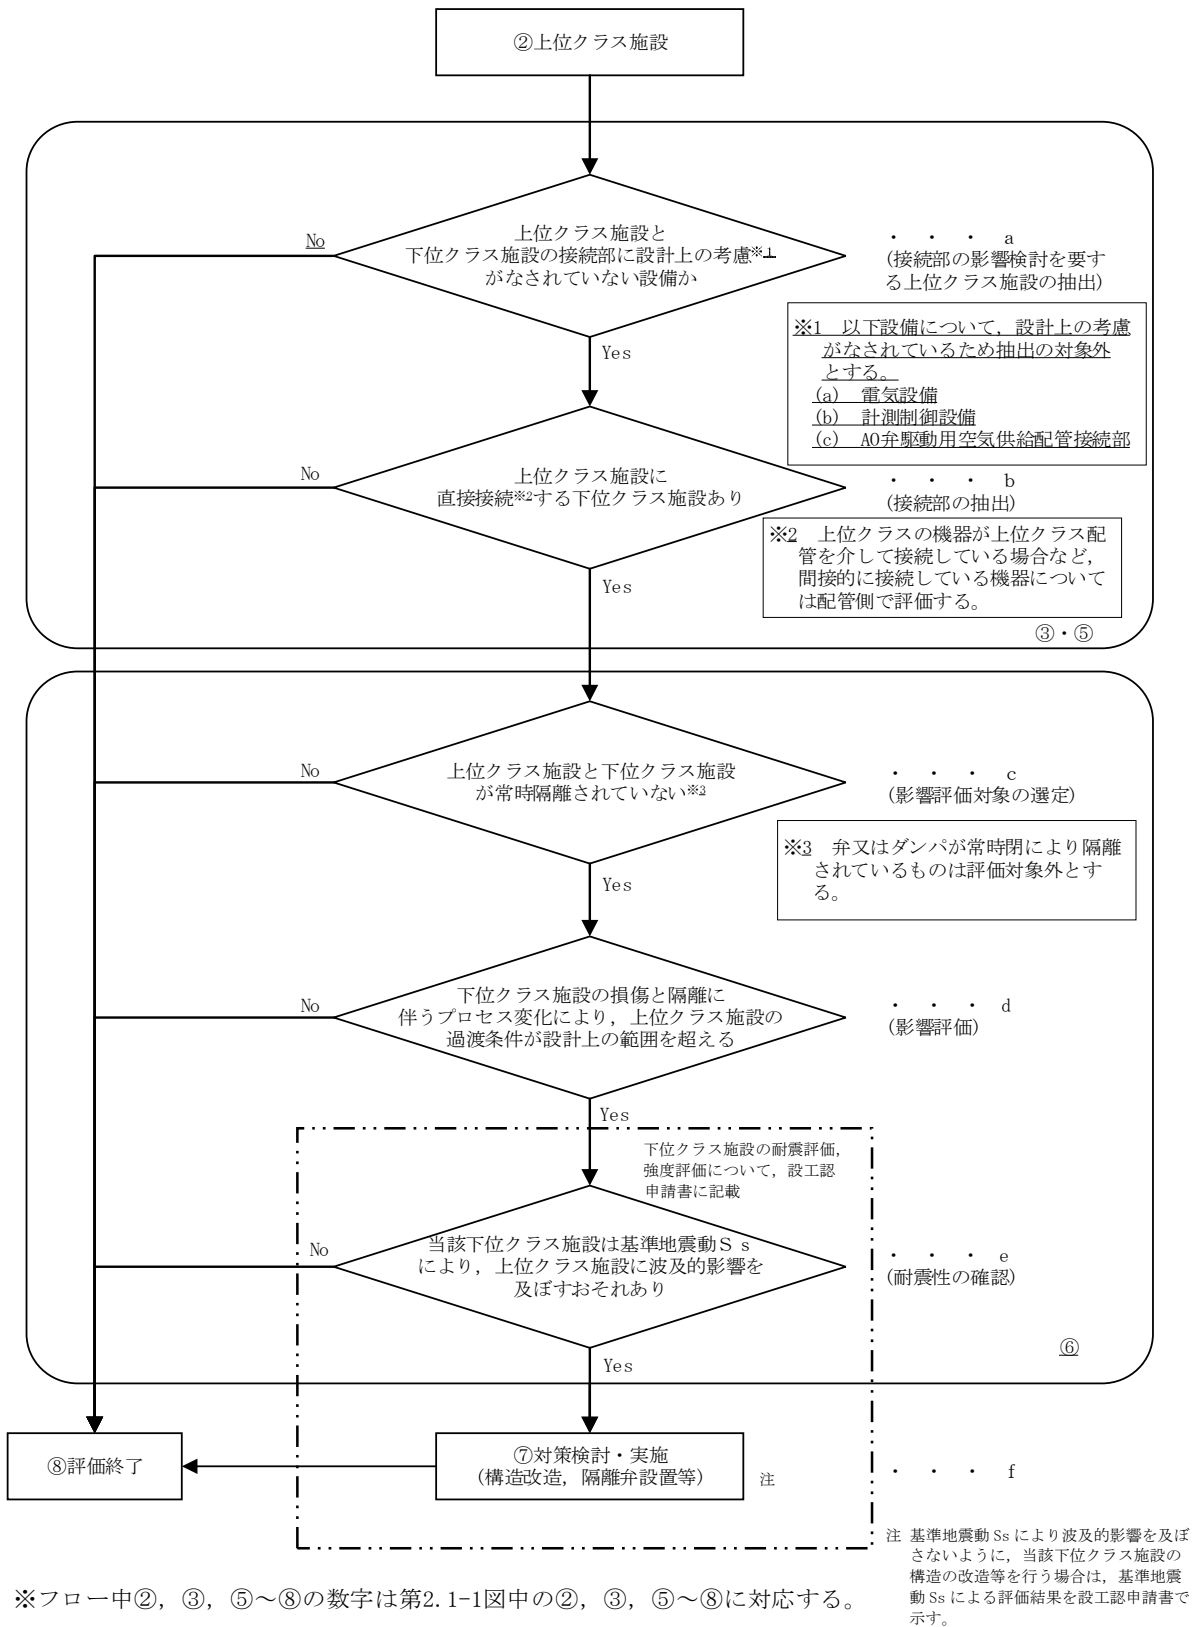 ②上位クラス施設
上位クラス施設と
下位クラス施設の接続部に設計上の考慮※1
がなされていない設備か
No
・ ・ ・ a
(接続部の影響検討を要す
る上位クラス施設の抽出)
※1 以下設備について，設計上の考慮
がなされているため抽出の対象外
とする。
(a) 電気設備
(b) 計測制御設備
(c) AO弁駆動用空気供給配管接続部
Yes
上位クラス施設に
直接接続※2する下位クラス施設あり
No
・ ・ ・ b
(接続部の抽出)
※2 上位クラスの機器が上位クラス配
管を介して接続している場合など，
間接的に接続している機器について
は配管側で評価する。
Yes
③・⑤
上位クラス施設と下位クラス施設
が常時隔離されていない※3
No
・ ・ ・ c
(影響評価対象の選定)
※3 弁又はダンパが常時閉により隔離
されているものは評価対象外とす
る。
Yes
下位クラス施設の損傷と隔離に
伴うプロセス変化により，上位クラス施設の
過渡条件が設計上の範囲を超える
No
・ ・ ・ d
(影響評価)
Yes
下位クラス施設の耐震評価，
強度評価について，設工認
申請書に記載
当該下位クラス施設は基準地震動Ｓｓ
により，上位クラス施設に波及的影響を
及ぼすおそれあり
No
・ ・ ・ e
(耐震性の確認)
⑥
Yes
⑧評価終了
⑦対策検討・実施
(構造改造，隔離弁設置等)
注
・ ・ ・ f
注 基準地震動 Ss により波及的影響を及ぼ
さないように，当該下位クラス施設の
構造の改造等を行う場合は，基準地震
動 Ss による評価結果を設工認申請書で
示す。
※フロー中②，③，⑤～⑧の数字は第2.1-1図中の②，③，⑤～⑧に対応する。